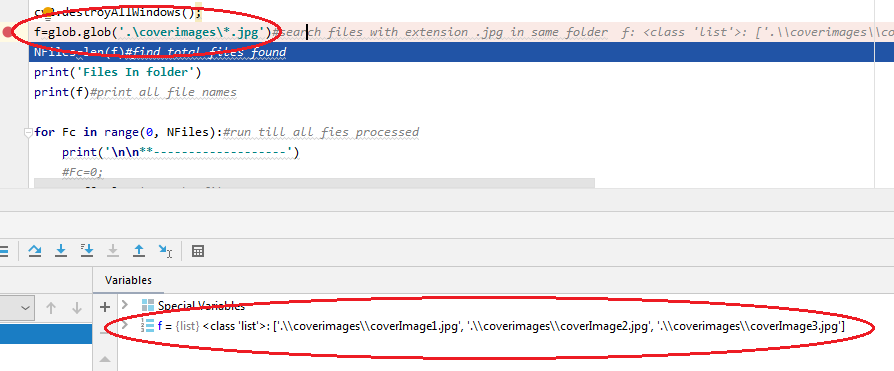 destroyAllWindows();
f=glob.glob('.\coverimages\*.jpg')#search files with extension .jpg in same folder f: <class 'list'>: ['.\\coverimages\\co
NFiles=len(f)#find total files found
print('Files In folder')
print(f)#print all file names
for Fc in range(0, NFiles):#run till all fies processed
print('\n\n**-------------------')
#Fc=0;
Variables
Special Variables
f = {list} <class 'list'>: ['.\\coverimages\\coverImage1.jpg', '.\\coverimages\\coverImage2.jpg', '.\\coverimages\\coverImage3.jpg']